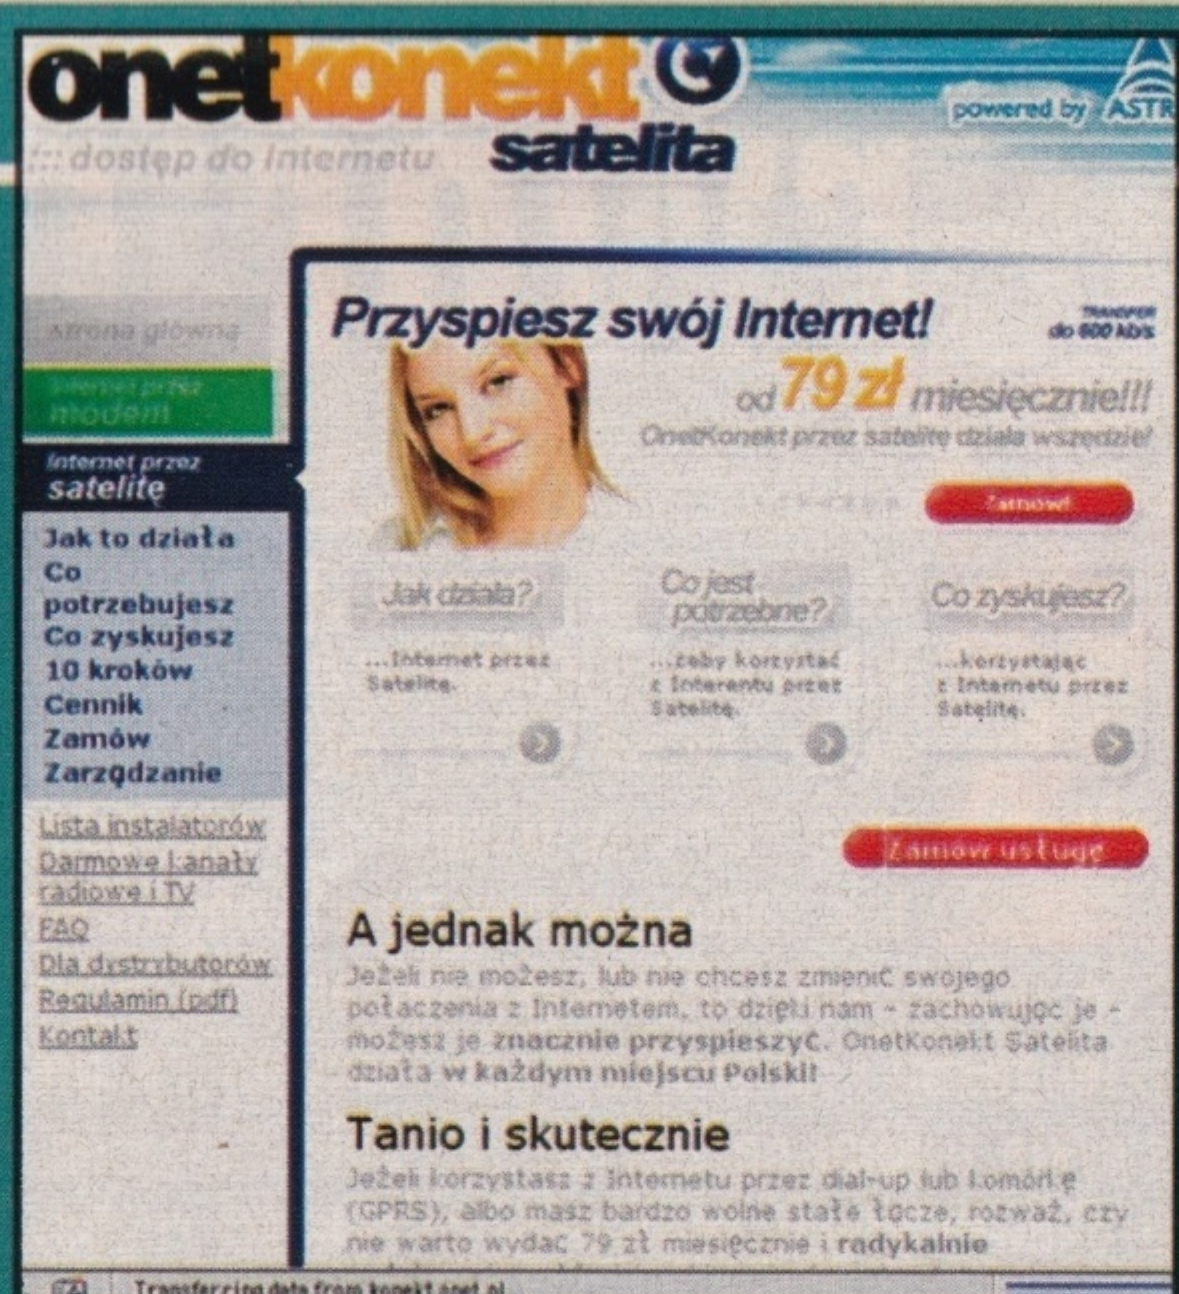 onetkonekt
satelita
powered by ASTR
::: dostęp do Internetu
strona główna
Internet przez
modem
Internet przez
satelitę
Jak to działa
Co
potrzebujesz
Co zyskujesz
10 kroków
Cennik
Zamów
Zarządzanie
Lista instalatorów
Darmowe kanały
radiowe i TV
FAQ
Dla dystrybutorów
Regulamin (pdf)
Kontakt
Przyspiesz swój Internet!
TRANSFER
do 600 kb/s
od 79 zł miesięcznie!!!
OnetKonekt przez satelitę działa wszędzie!
Zamów!
Jak działa?
...Internet przez
Satelitę.
Co jest
potrzebne?
...żeby korzystać
z Interentu przez
Satelitę.
Co zyskujesz?
...korzystając
z Internetu przez
Satelitę.
Zamów usługę
A jednak można
Jeżeli nie możesz, lub nie chcesz zmienić swojego
połaczenia z Internetem, to dzięki nam - zachowując je -
możesz je znacznie przyspieszyć. OnetKonekt Satelita
działa w każdym miejscu Polski!
Tanio i skutecznie
Jeżeli korzystasz z Internetu przez dial-up lub komórkę
(GPRS), albo masz bardzo wolne stałe łącze, rozważ, czy
nie warto wydać 79 zł miesięcznie i radykalnie
Transferring data from konekt.onet.pl